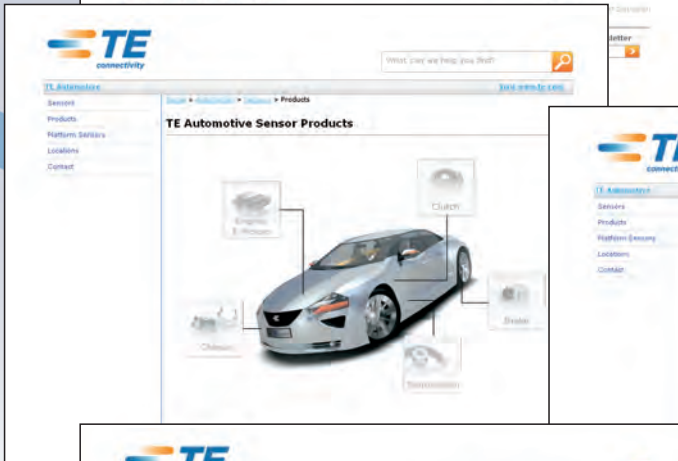 TE
connectivity
What can we help you find?
TE Automotive
Sensors
Products
Platform Sensors
Locations
Contact
> Products
TE Automotive Sensor Products
Engine
Clutch
Chassis
Brake
Transmission
TE
TE Automotive
Sensors
Products
Platform Sensors
Locations
Contact
TE